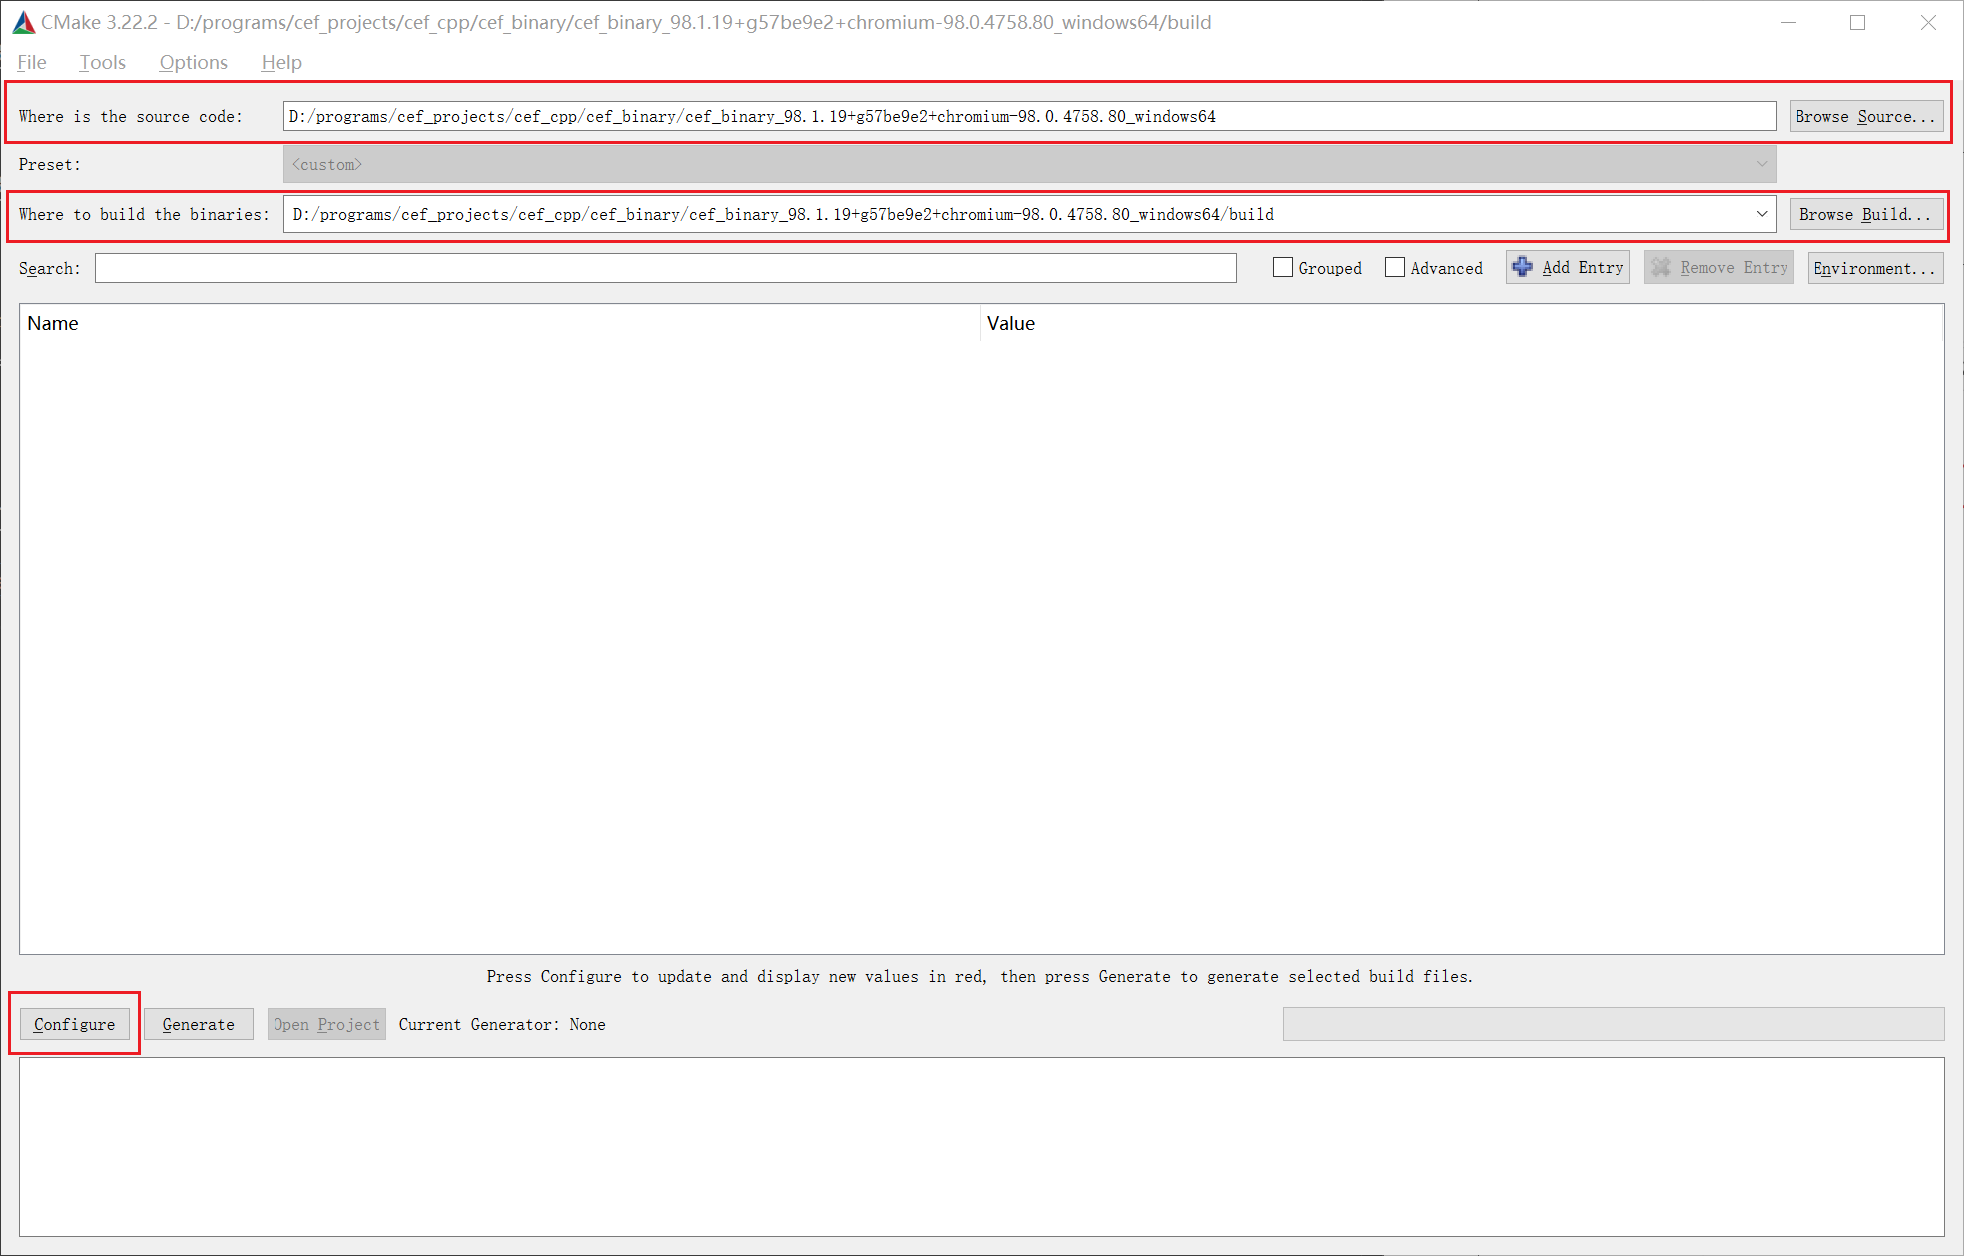 CMake 3.22.2 - D:/programs/cef_projects/cef_cpp/cef_binary/cef_binary_98.1.19+g57be9e2+chromium-98.0.4758.80_windows64/build
File Tools Options Help
Where is the source code: D:/programs/cef_projects/cef_cpp/cef_binary/cef_binary_98.1.19+g57be9e2+chromium-98.0.4758.80_windows64 Browse Source...
Preset: <custom>
Where to build the binaries: D:/programs/cef_projects/cef_cpp/cef_binary/cef_binary_98.1.19+g57be9e2+chromium-98.0.4758.80_windows64/build Browse Build...
Search: Grouped Advanced Add Entry Remove Entry Environment...
Name Value
Press Configure to update and display new values in red, then press Generate to generate selected build files.
Configure Generate Open Project Current Generator: None